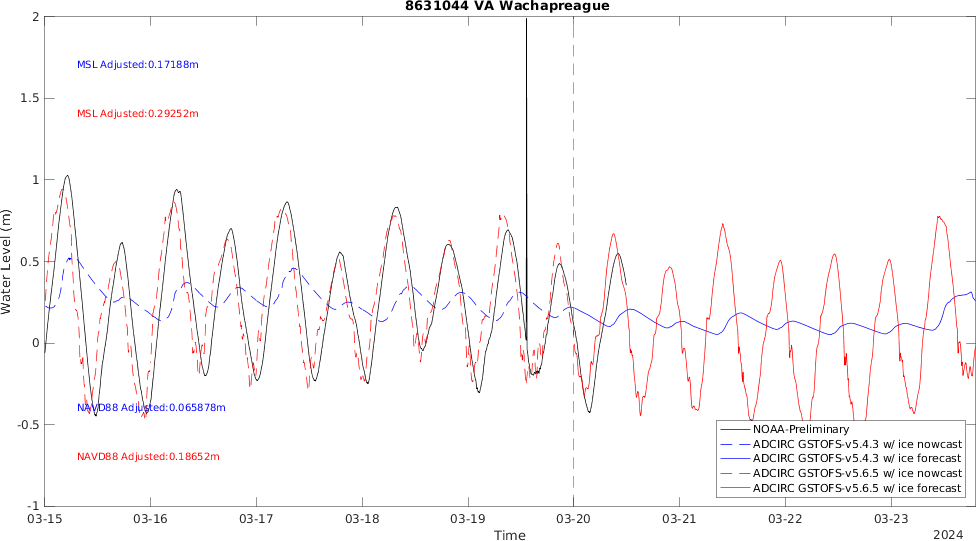 8631044 VA Wachapreague
2
MSL Adjusted:0.17188m
1.5
MSL Adjusted:0.29252m
1
0.5
Water Level (m)
0
NAVD88 Adjusted:0.065878m
-0.5
NAVD88 Adjusted:0.18652m
NOAA-Preliminary
ADCIRC GSTOFS-v5.4.3 w/ ice nowcast
ADCIRC GSTOFS-v5.4.3 w/ ice forecast
ADCIRC GSTOFS-v5.6.5 w/ ice nowcast
ADCIRC GSTOFS-v5.6.5 w/ ice forecast
-1
03-15 03-16 03-17 03-18 03-19 03-20 03-21 03-22 03-23
Time
2024